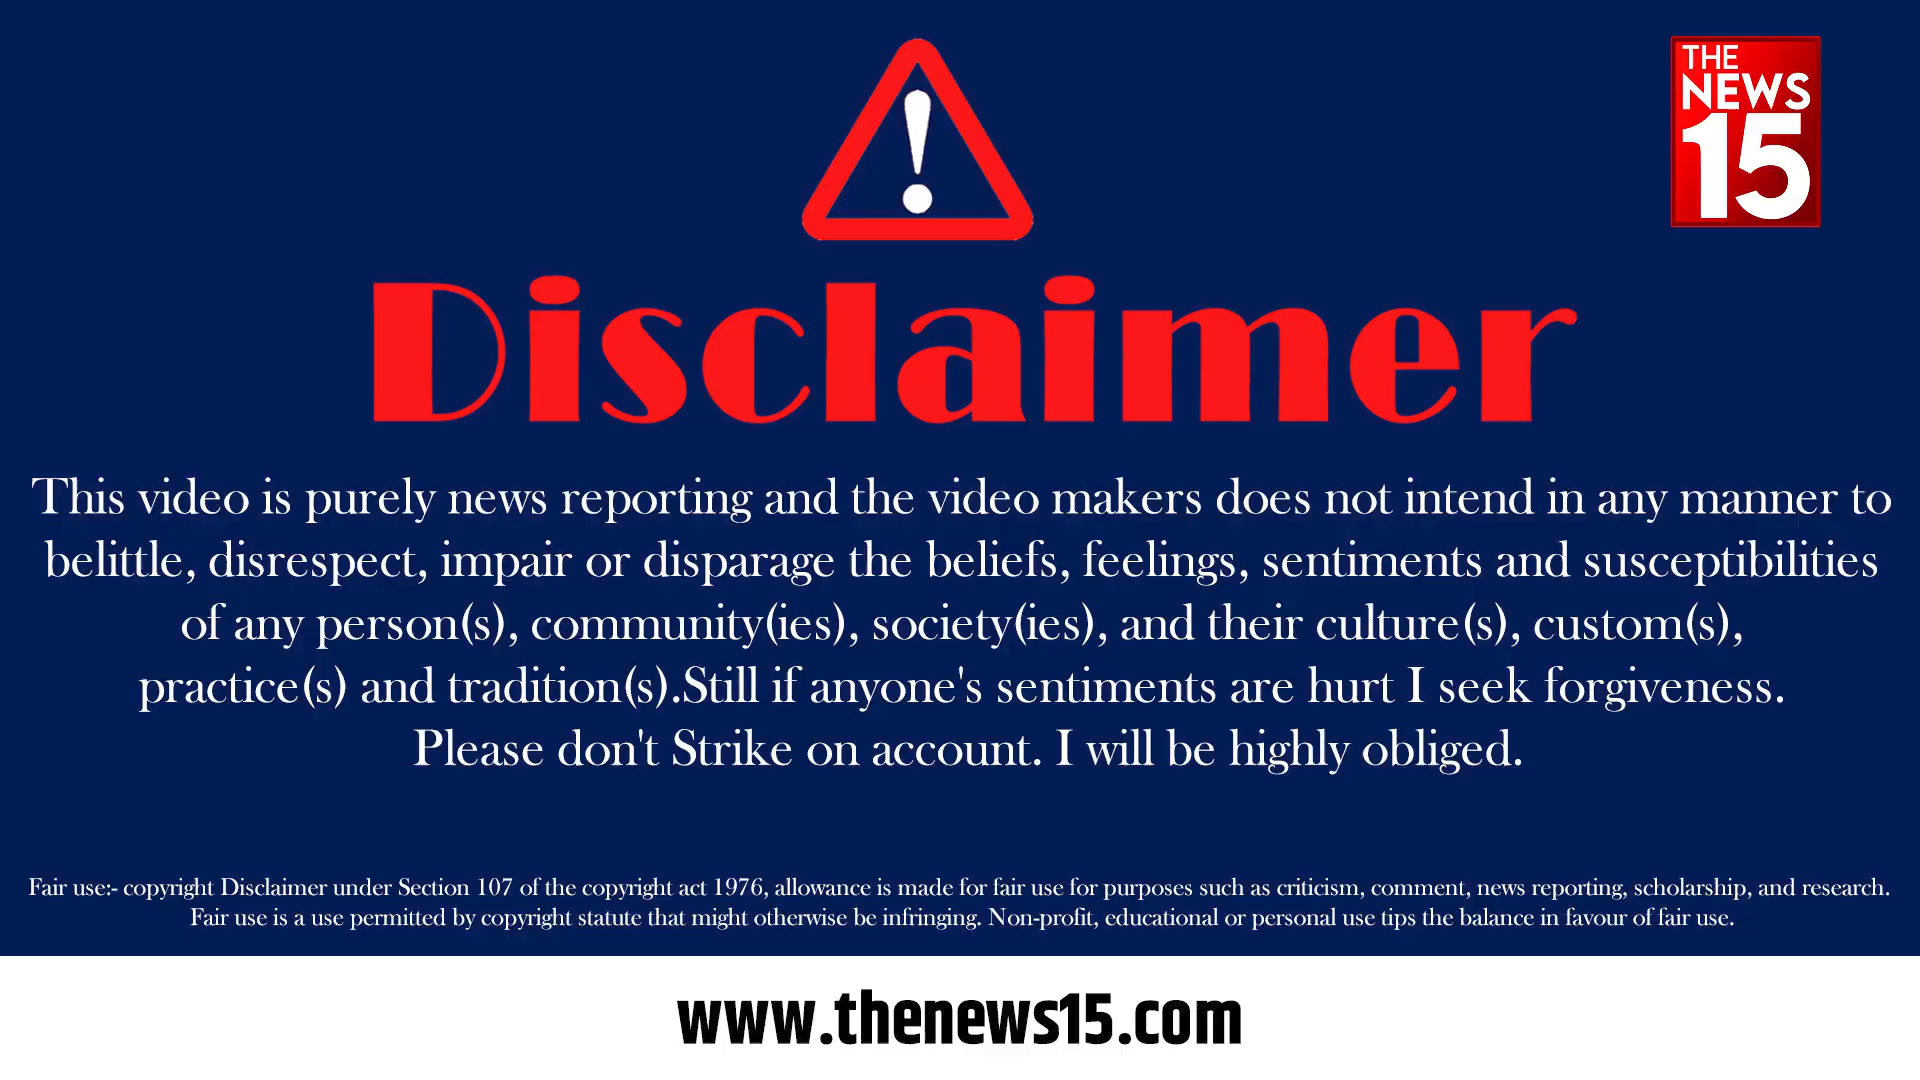 THE
NEWS
15
Disclaimer
This video is purely news reporting and the video makers does not intend in any manner to
belittle, disrespect, impair or disparage the beliefs, feelings, sentiments and susceptibilities
of any person(s), community(ies), society(ies), and their culture(s), custom(s),
practice(s) and tradition(s).Still if anyone's sentiments are hurt I seek forgiveness.
Please don't Strike on account. I will be highly obliged.
Fair use:- copyright Disclaimer under Section 107 of the copyright act 1976, allowance is made for fair use for purposes such as criticism, comment, news reporting, scholarship, and research.
Fair use is a use permitted by copyright statute that might otherwise be infringing. Non-profit, educational or personal use tips the balance in favour of fair use.
www.thenews15.com